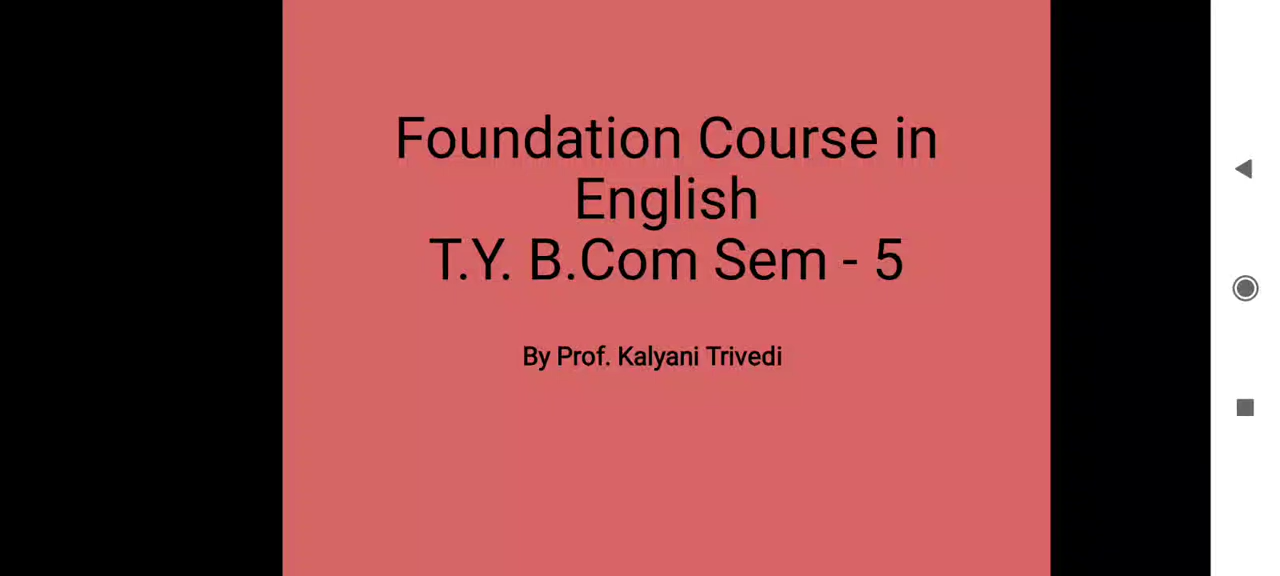 Foundation Course in
English
T.Y. B.Com Sem - 5
By Prof. Kalyani Trivedi